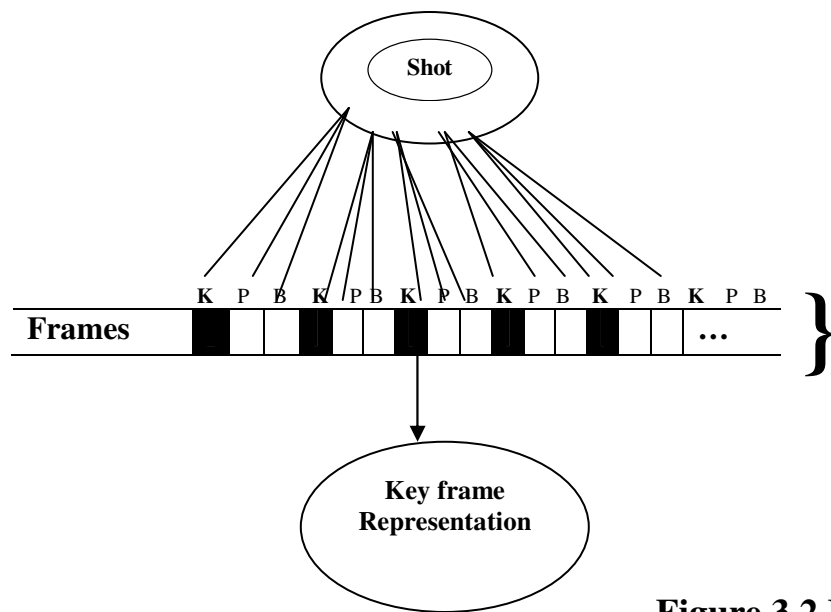 Shot
K P B K P B K P B K P B K P B K P B
Frames ... }
Key frame
Representation
Figure 3.2